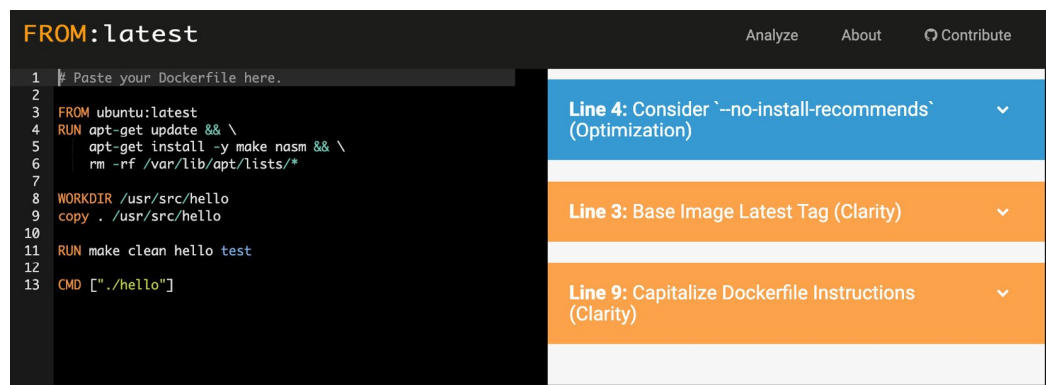 FROM:latest
Analyze About Contribute
1 # Paste your Dockerfile here.
2
3 FROM ubuntu:latest
4 RUN apt-get update && \
5 apt-get install -y make nasm && \
6 rm -rf /var/lib/apt/lists/*
7
8 WORKDIR /usr/src/hello
9 copy . /usr/src/hello
10
11 RUN make clean hello test
12
13 CMD ["./hello"]
Line 4: Consider `--no-install-recommends`
(Optimization)
Line 3: Base Image Latest Tag (Clarity)
Line 9: Capitalize Dockerfile Instructions
(Clarity)